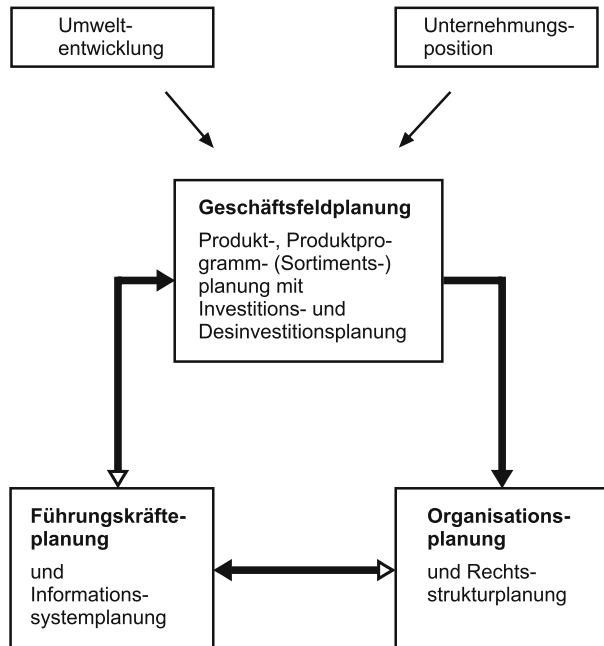 Umwelt-
entwicklung
Unternehmungs-
position
Geschäftsfeldplanung
Produkt-, Produktpro-
gramm- (Sortiments-)
planung mit
Investitions- und
Desinvestitionsplanung
Führungskräfte-
planung
und
Informations-
systemplanung
Organisations-
planung
und Rechts-
strukturplanung